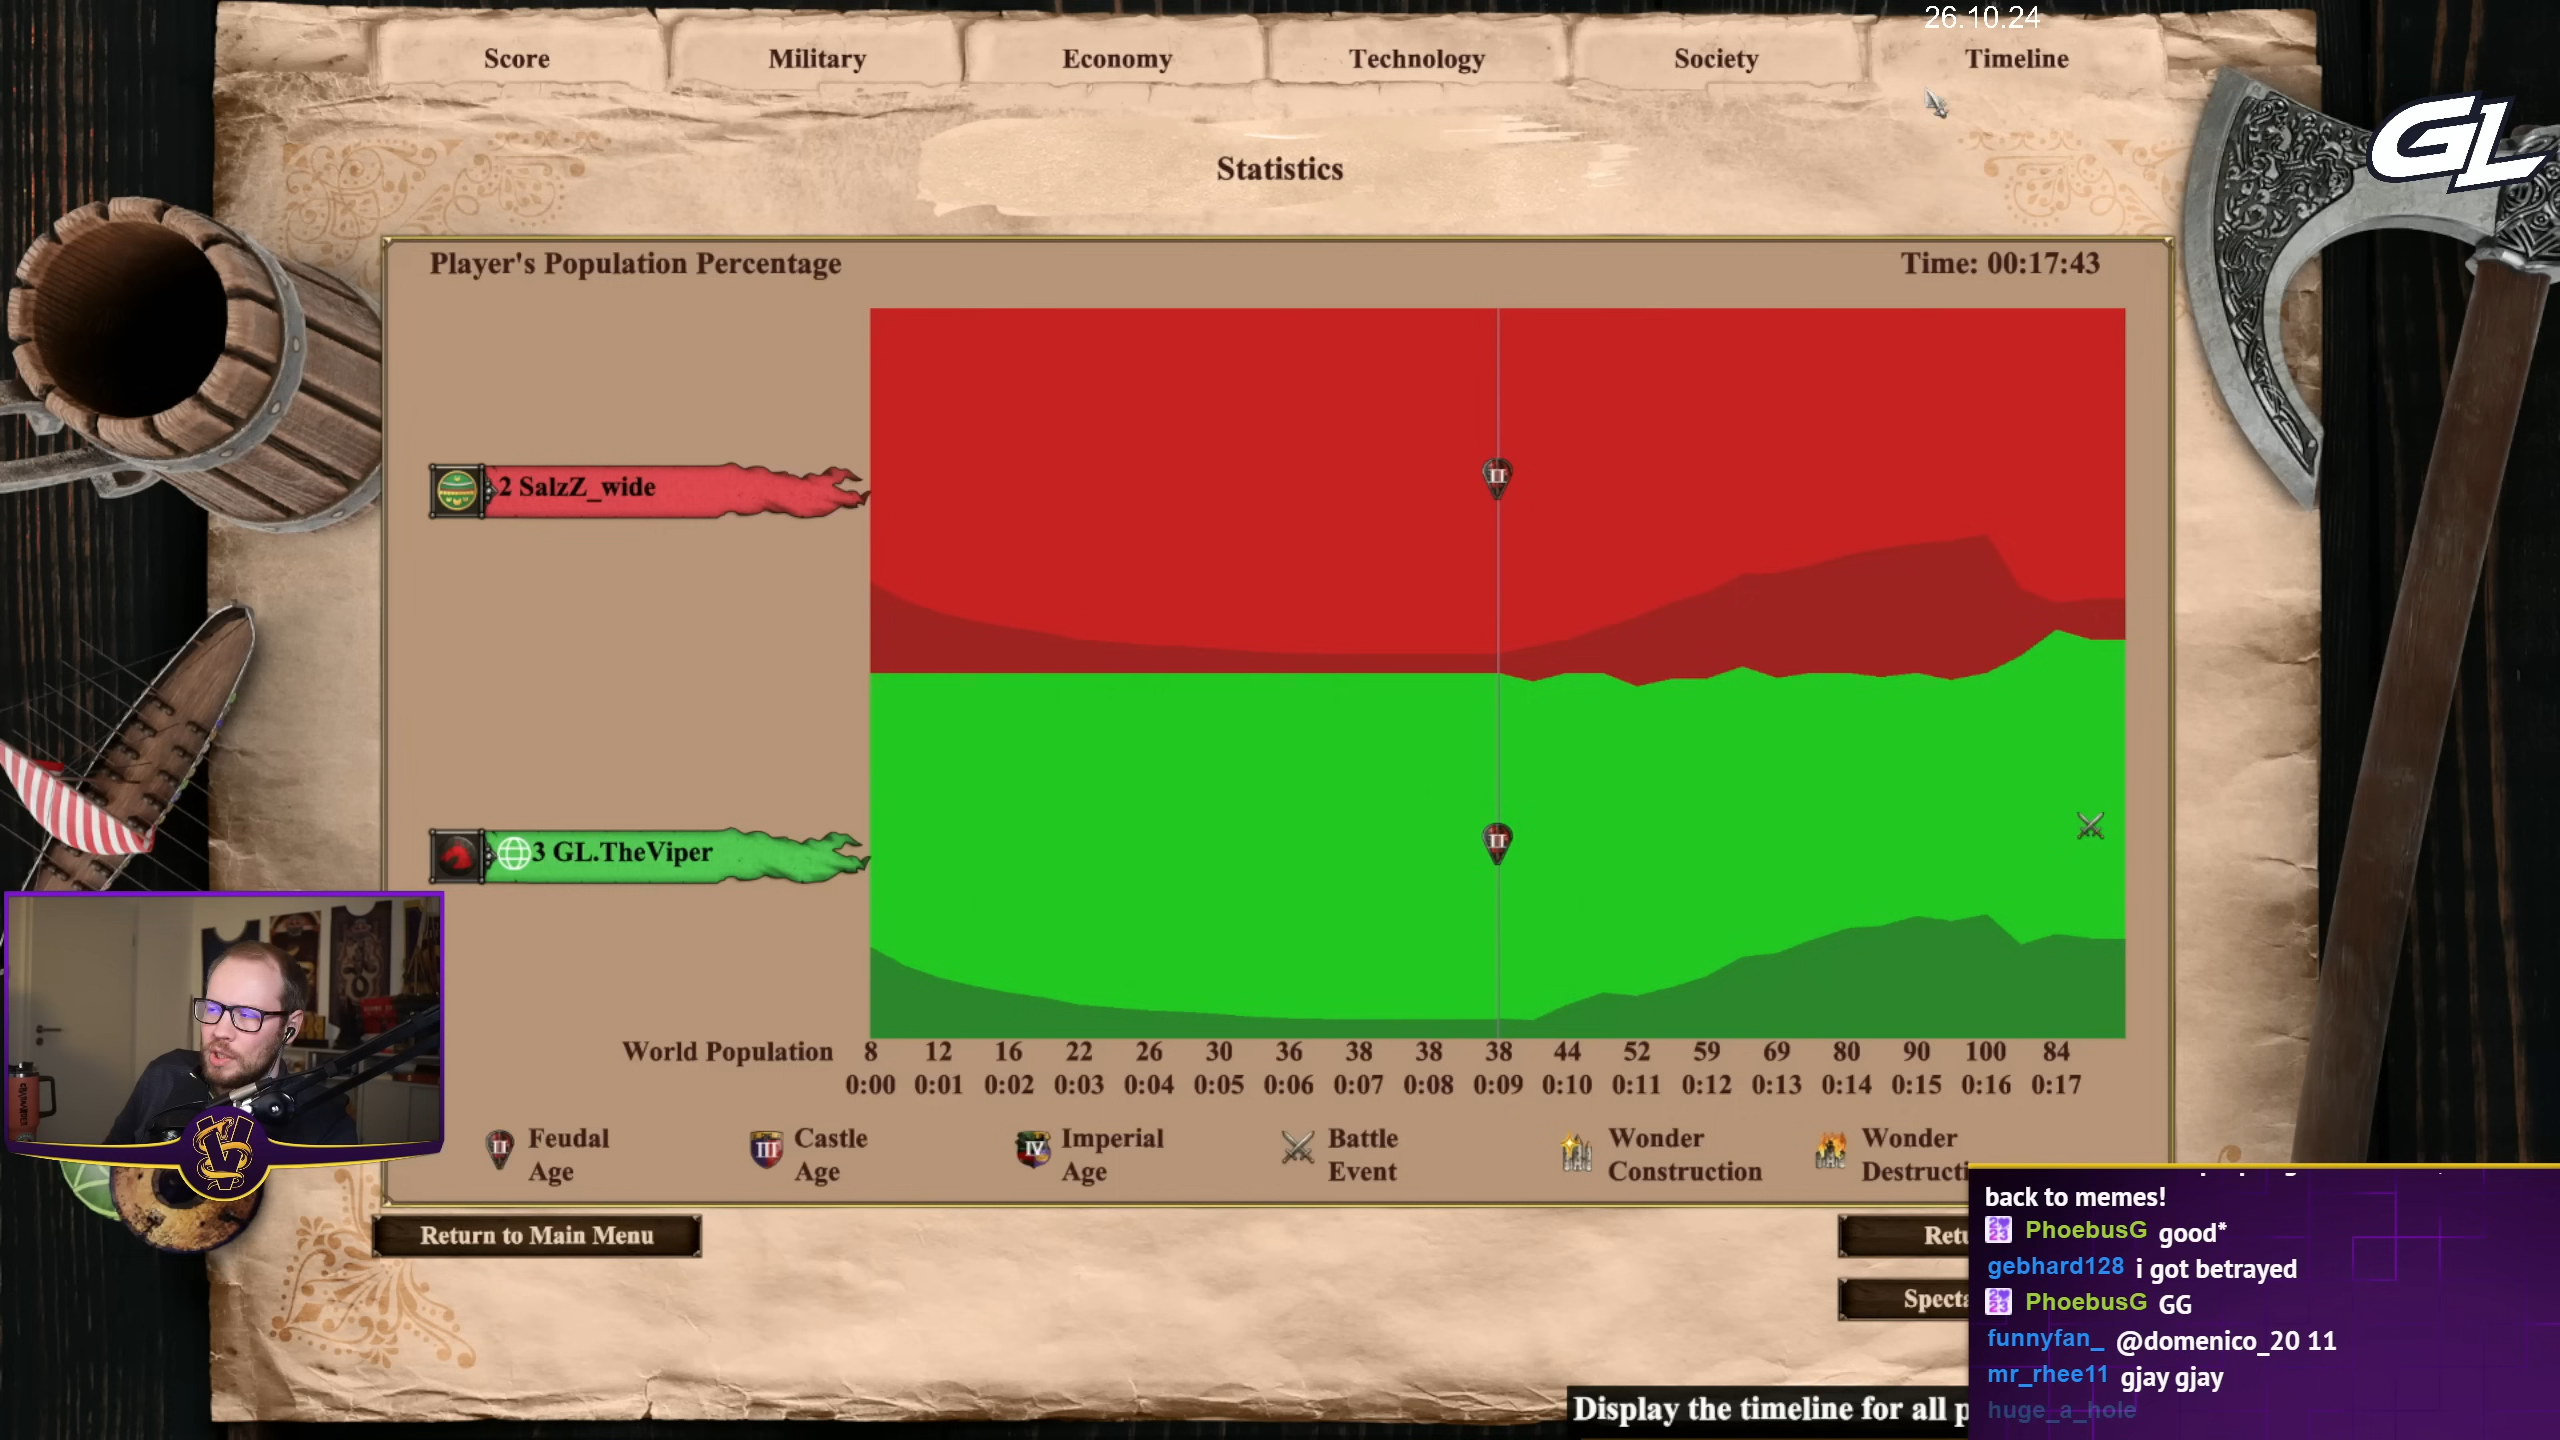 26.10.24
Score
Military
Economy
Technology
Society
Timeline
GL
Statistics
Player's Population Percentage
Time: 00:17:43
2 SalzZ_wide
II
3 GL.TheViper
II
World Population 8 12 16 22 26 30 36 38 38 38 44 52 59 69 80 90 100 84
0:00 0:01 0:02 0:03 0:04 0:05 0:06 0:07 0:08 0:09 0:10 0:11 0:12 0:13 0:14 0:15 0:16 0:17
II Feudal
Age
III Castle
Age
IV Imperial
Age
Battle
Event
Wonder
Construction
Wonder
Destructi
Return to Main Menu
Retu
Specta
back to memes!
PhoebusG good*
gebhard128 i got betrayed
PhoebusG GG
funnyfan_ @domenico_20 11
mr_rhee11 gjay gjay
huge_a_hole
Display the timeline for all p